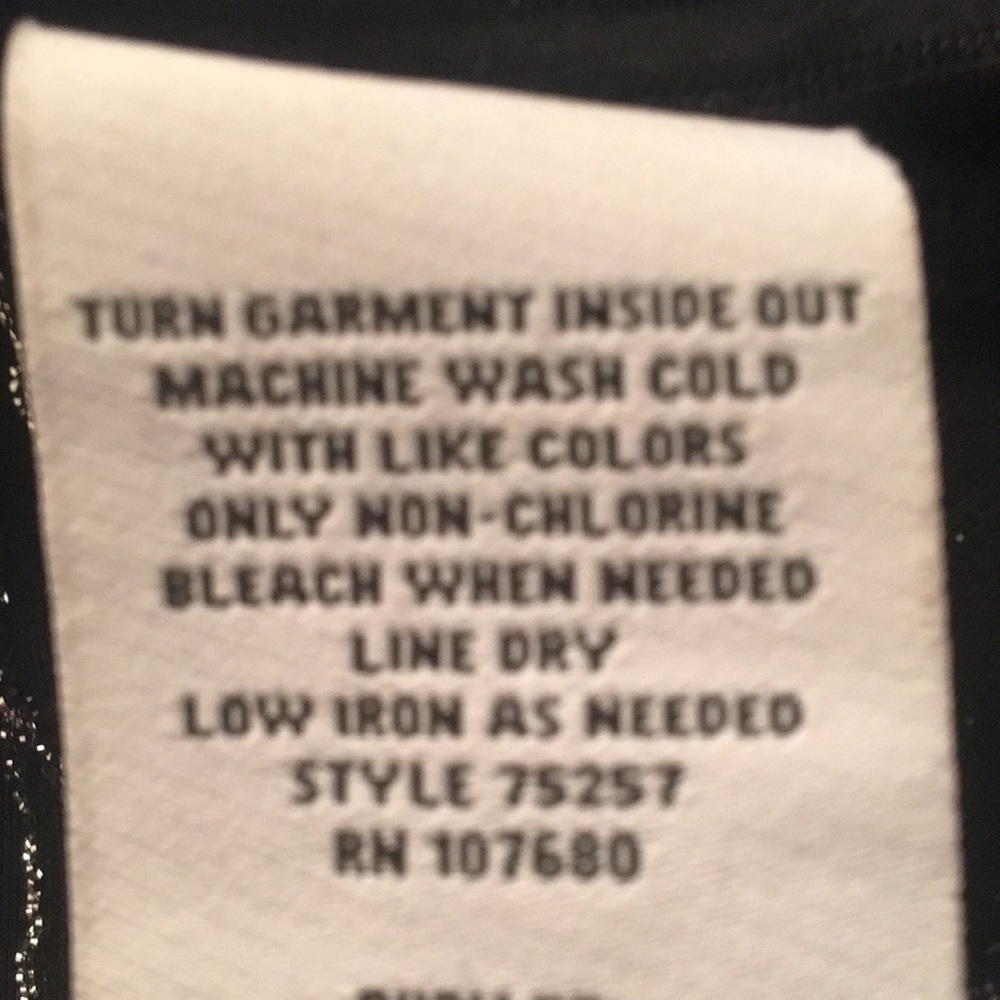 TURN GARMENT INSIDE OUT
MACHINE WASH COLD
WITH LIKE COLORS
ONLY NON-CHLORINE
BLEACH WHEN NEEDED
LINE DRY
LOW IRON AS NEEDED
STYLE 75257
RN 107680